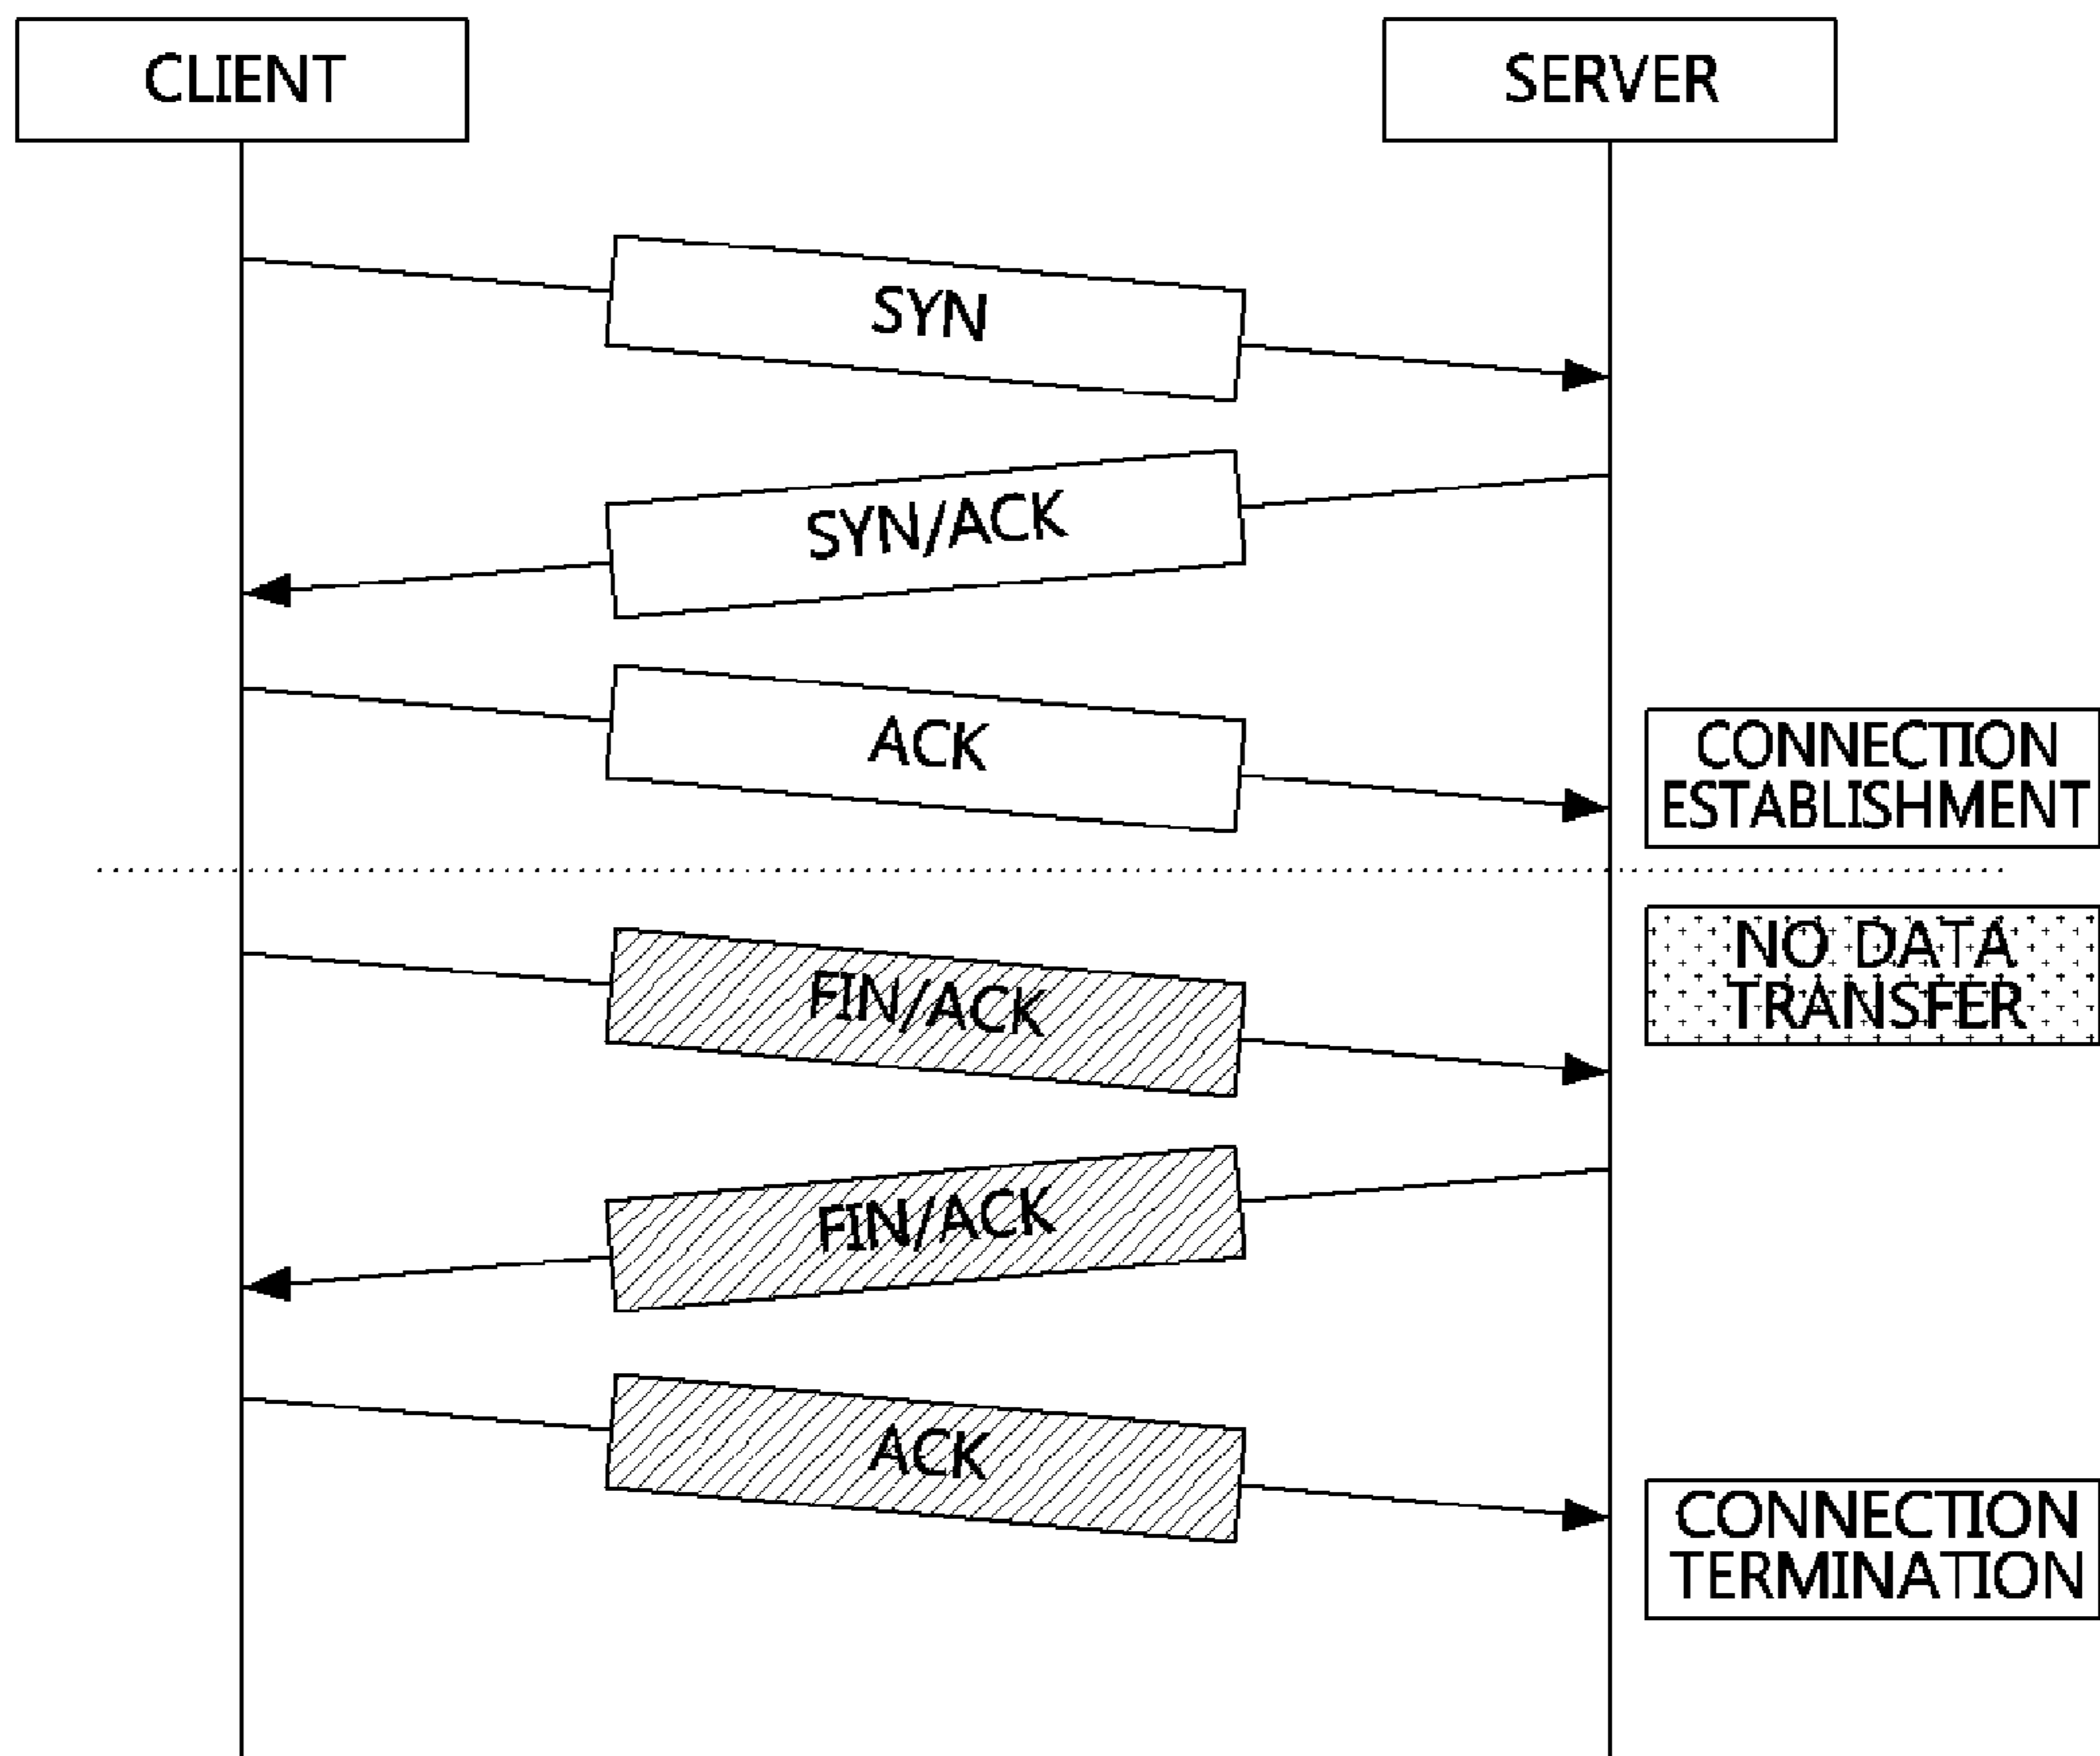 CLIENT
SERVER
SYN
SYN/ACK
ACK
CONNECTION
ESTABLISHMENT
NO DATA
TRANSFER
FIN/ACK
FIN/ACK
ACK
CONNECTION
TERMINATION